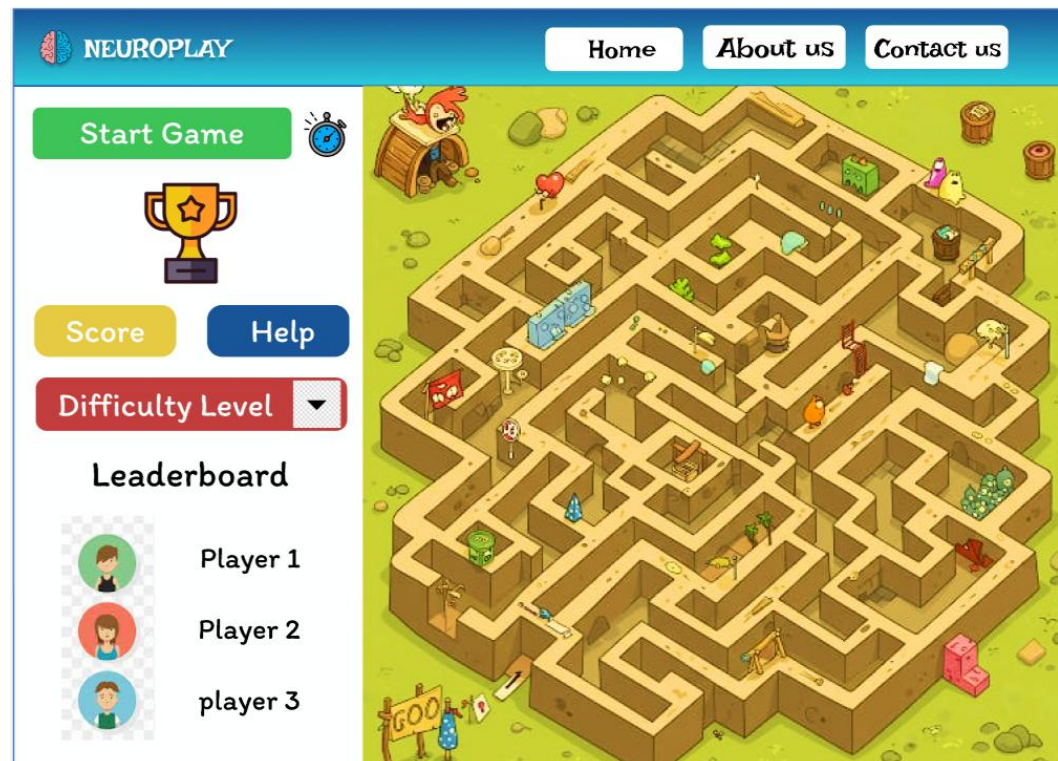 NEUROPLAY
Home
About us
Contact us
Start Game
Score
Help
Difficulty Level
Leaderboard
Player 1
Player 2
player 3
GOO
?